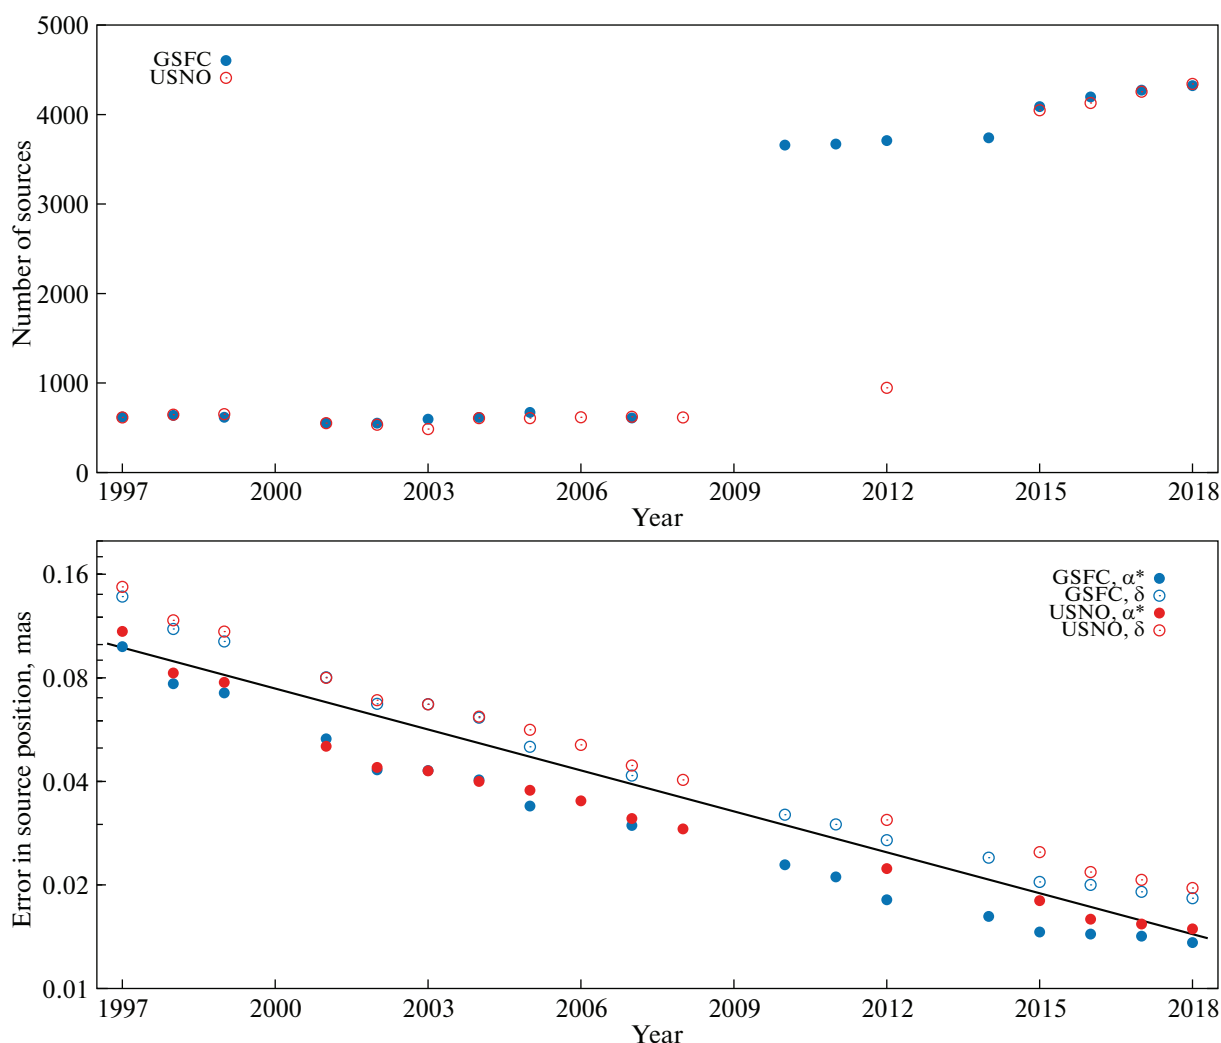 5000
GSFC
USNO
4000
3000
2000
1000
0
Number of sources
1997 2000 2003 2006 2009 2012 2015 2018
Year
0.16
GSFC, α*
GSFC, δ
USNO, α*
USNO, δ
0.08
0.04
0.02
0.01
Error in source position, mas
1997 2000 2003 2006 2009 2012 2015 2018
Year